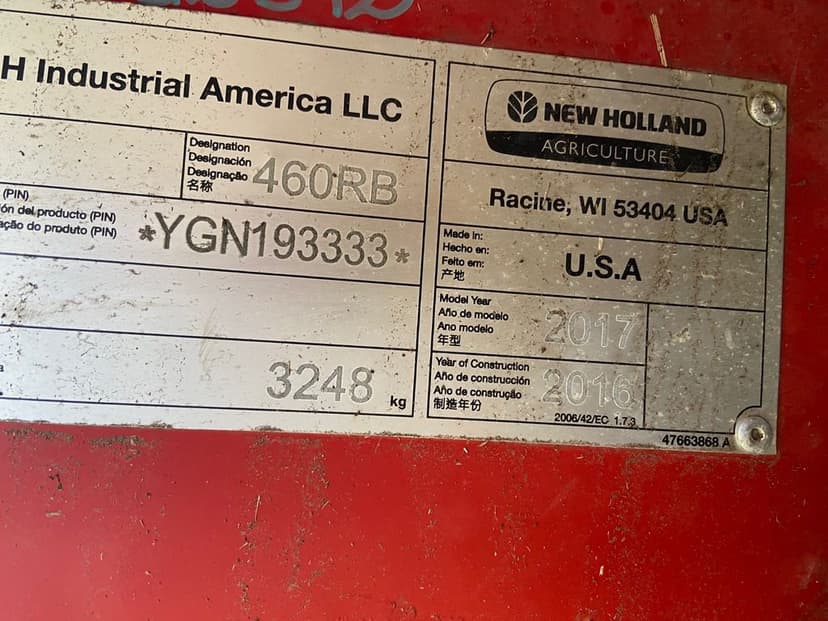 H Industrial America LLC
Designation
Designación
Designação
名称
460RB
(PIN)
ón del producto (PIN)
ação do produto (PIN)
*YGN193333*
3248 kg
NEW HOLLAND
AGRICULTURE
Racine, WI 53404 USA
Made in:
Hecho en:
Feito em:
产地
U.S.A
Model Year
Año de modelo
Ano modelo
年型
2017
Year of Construction
Año de construcción
Año de construção
制造年份
2016
2006/42/EC 1.7.3
47663868 A